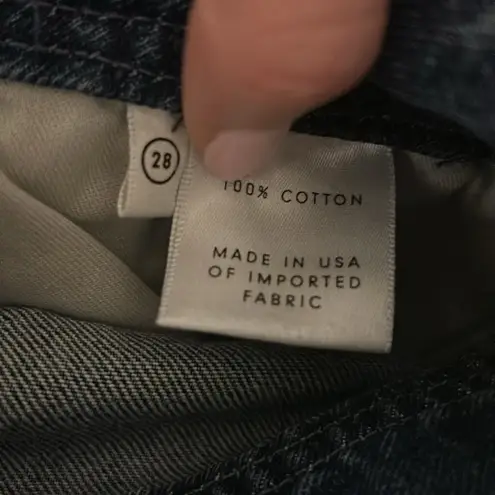 28
100% COTTON
MADE IN USA
OF IMPORTED
FABRIC